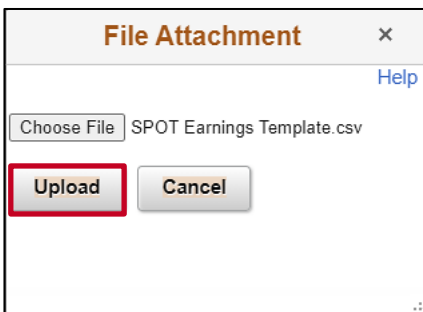 File Attachment ×
Help
Choose File SPOT Earnings Template.csv
Upload Cancel